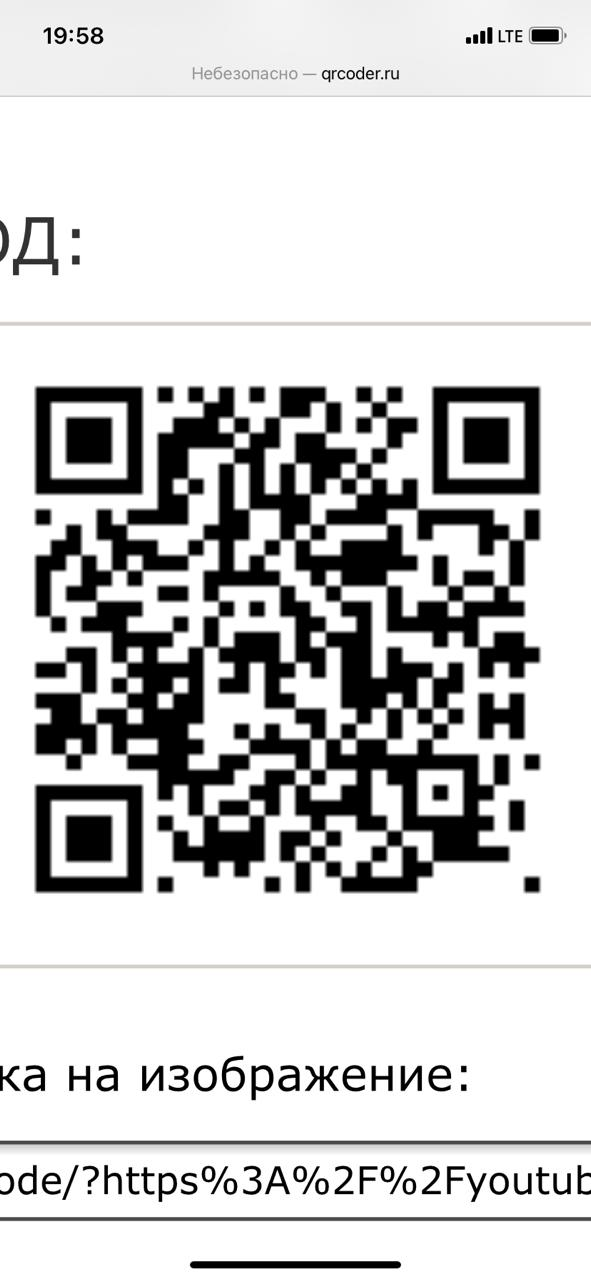 19:58
LTE
Небезопасно — qrcoder.ru
ОД:
ка на изображение:
ode/?https%3A%2F%2Fyoutub